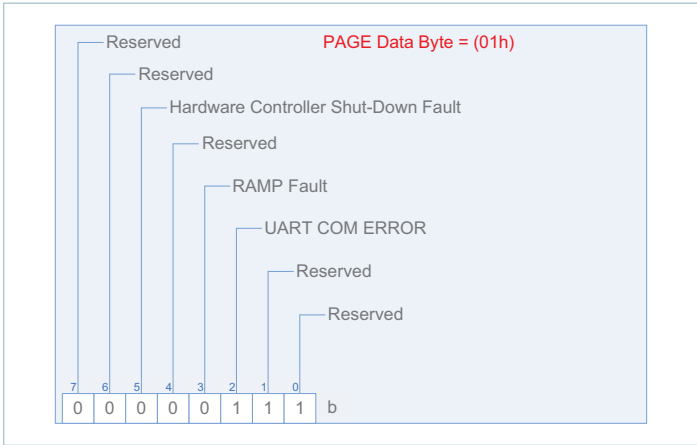 Reserved PAGE Data Byte = (01h)
Reserved
Hardware Controller Shut-Down Fault
Reserved
RAMP Fault
UART COM ERROR
Reserved
Reserved
7 6 5 4 3 2 1 0
0 0 0 0 0 1 1 1 b